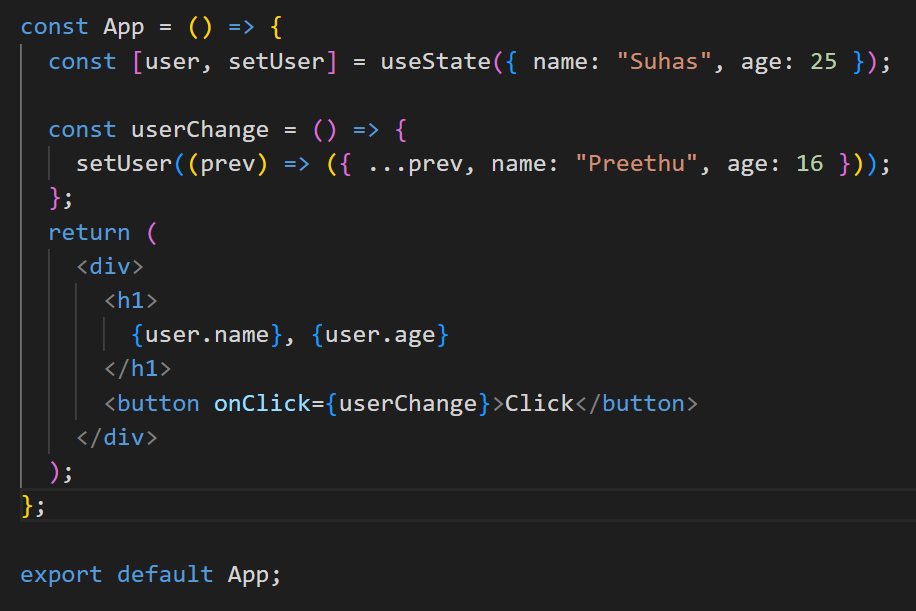 const App = () => {
const [user, setUser] = useState({ name: "Suhas", age: 25 });
const userChange = () => {
setUser((prev) => ({ ...prev, name: "Preethu", age: 16 }));
};
return (
<div>
<h1>
{user.name}, {user.age}
</h1>
<button onClick={userChange}>Click</button>
</div>
);
};
export default App;